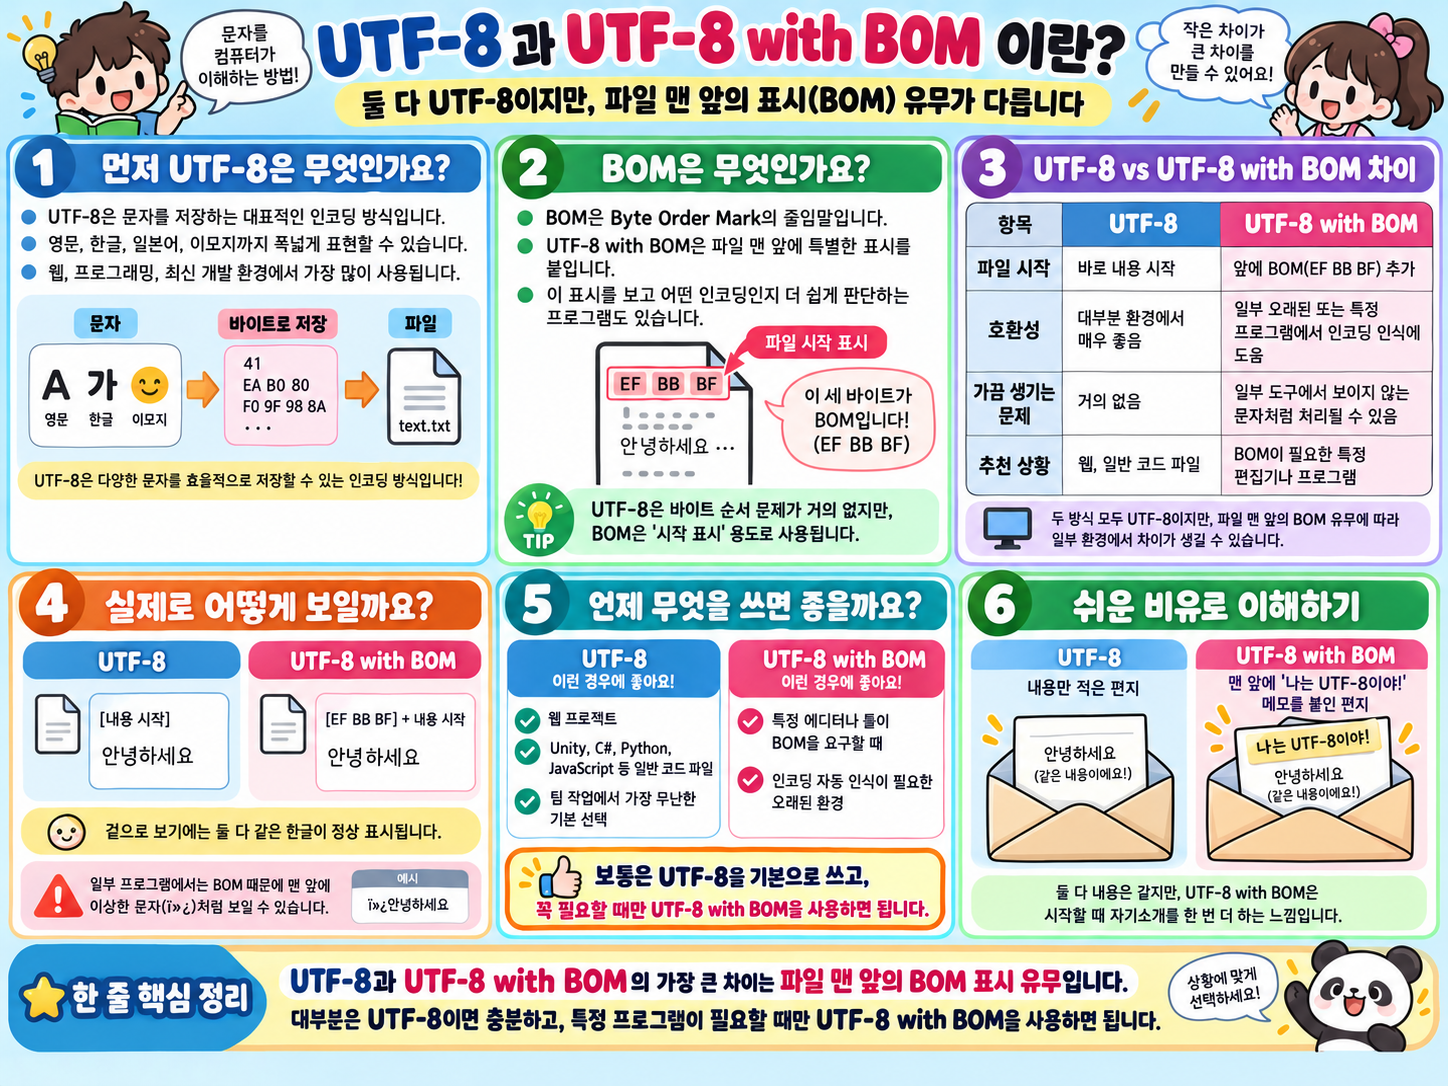 문자를
컴퓨터가
이해하는 방법!
UTF-8과 UTF-8 with BOM 이란?
둘 다 UTF-8이지만, 파일 맨 앞의 표시(BOM) 유무가 다릅니다
작은 차이가
큰 차이를
만들 수 있어요!
1 먼저 UTF-8은 무엇인가요?
UTF-8은 문자를 저장하는 대표적인 인코딩 방식입니다.
영문, 한글, 일본어, 이모지까지 폭넓게 표현할 수 있습니다.
웹, 프로그래밍, 최신 개발 환경에서 가장 많이 사용됩니다.
문자
바이트로 저장
파일
A 가 😊
영문 한글 이모지
41
EA B0 80
F0 9F 98 8A
...
text.txt
UTF-8은 다양한 문자를 효율적으로 저장할 수 있는 인코딩 방식입니다!
2 BOM은 무엇인가요?
BOM은 Byte Order Mark의 줄임말입니다.
UTF-8 with BOM은 파일 맨 앞에 특별한 표시를
붙입니다.
이 표시를 보고 어떤 인코딩인지 더 쉽게 판단하는
프로그램도 있습니다.
파일 시작 표시
EF BB BF
안녕하세요 ...
이 세 바이트가
BOM입니다!
(EF BB BF)
TIP
UTF-8은 바이트 순서 문제가 거의 없지만,
BOM은 '시작 표시' 용도로 사용됩니다.
3 UTF-8 vs UTF-8 with BOM 차이
항목 UTF-8 UTF-8 with BOM
파일 시작 바로 내용 시작 앞에 BOM(EF BB BF) 추가
호환성
대부분 환경에서
매우 좋음
일부 오래된 또는 특정
프로그램에서 인코딩 인식에
도움
가끔 생기는
문제
거의 없음
일부 도구에서 보이지 않는
문자처럼 처리될 수 있음
추천 상황
웹, 일반 코드 파일
BOM이 필요한 특정
편집기나 프로그램
두 방식 모두 UTF-8이지만, 파일 맨 앞의 BOM 유무에 따라
일부 환경에서 차이가 생길 수 있습니다.
4 실제로 어떻게 보일까요?
UTF-8
[내용 시작]
안녕하세요
UTF-8 with BOM
[EF BB BF] + 내용 시작
안녕하세요
겉으로 보기에는 둘 다 같은 한글이 정상 표시됩니다.
일부 프로그램에서는 BOM 때문에 맨 앞에
이상한 문자(ï»¿)처럼 보일 수 있습니다.
예시
ï»¿안녕하세요
5 언제 무엇을 쓰면 좋을까요?
UTF-8
이런 경우에 좋아요!
웹 프로젝트
Unity, C#, Python,
JavaScript 등 일반 코드 파일
팀 작업에서 가장 무난한
기본 선택
UTF-8 with BOM
이런 경우에 좋아요!
특정 에디터나 툴이
BOM을 요구할 때
인코딩 자동 인식이 필요한
오래된 환경
보통은 UTF-8을 기본으로 쓰고,
꼭 필요할 때만 UTF-8 with BOM을 사용하면 됩니다.
6 쉬운 비유로 이해하기
UTF-8
내용만 적은 편지
안녕하세요
(같은 내용이에요!)
UTF-8 with BOM
맨 앞에 '나는 UTF-8이야!'
메모를 붙인 편지
나는 UTF-8이야!
안녕하세요
(같은 내용이에요!)
둘 다 내용은 같지만, UTF-8 with BOM은
시작할 때 자기소개를 한 번 더 하는 느낌입니다.
한 줄 핵심 정리
UTF-8과 UTF-8 with BOM의 가장 큰 차이는 파일 맨 앞의 BOM 표시 유무입니다.
대부분은 UTF-8이면 충분하고, 특정 프로그램이 필요할 때만 UTF-8 with BOM을 사용하면 됩니다.
상황에 맞게
선택하세요!